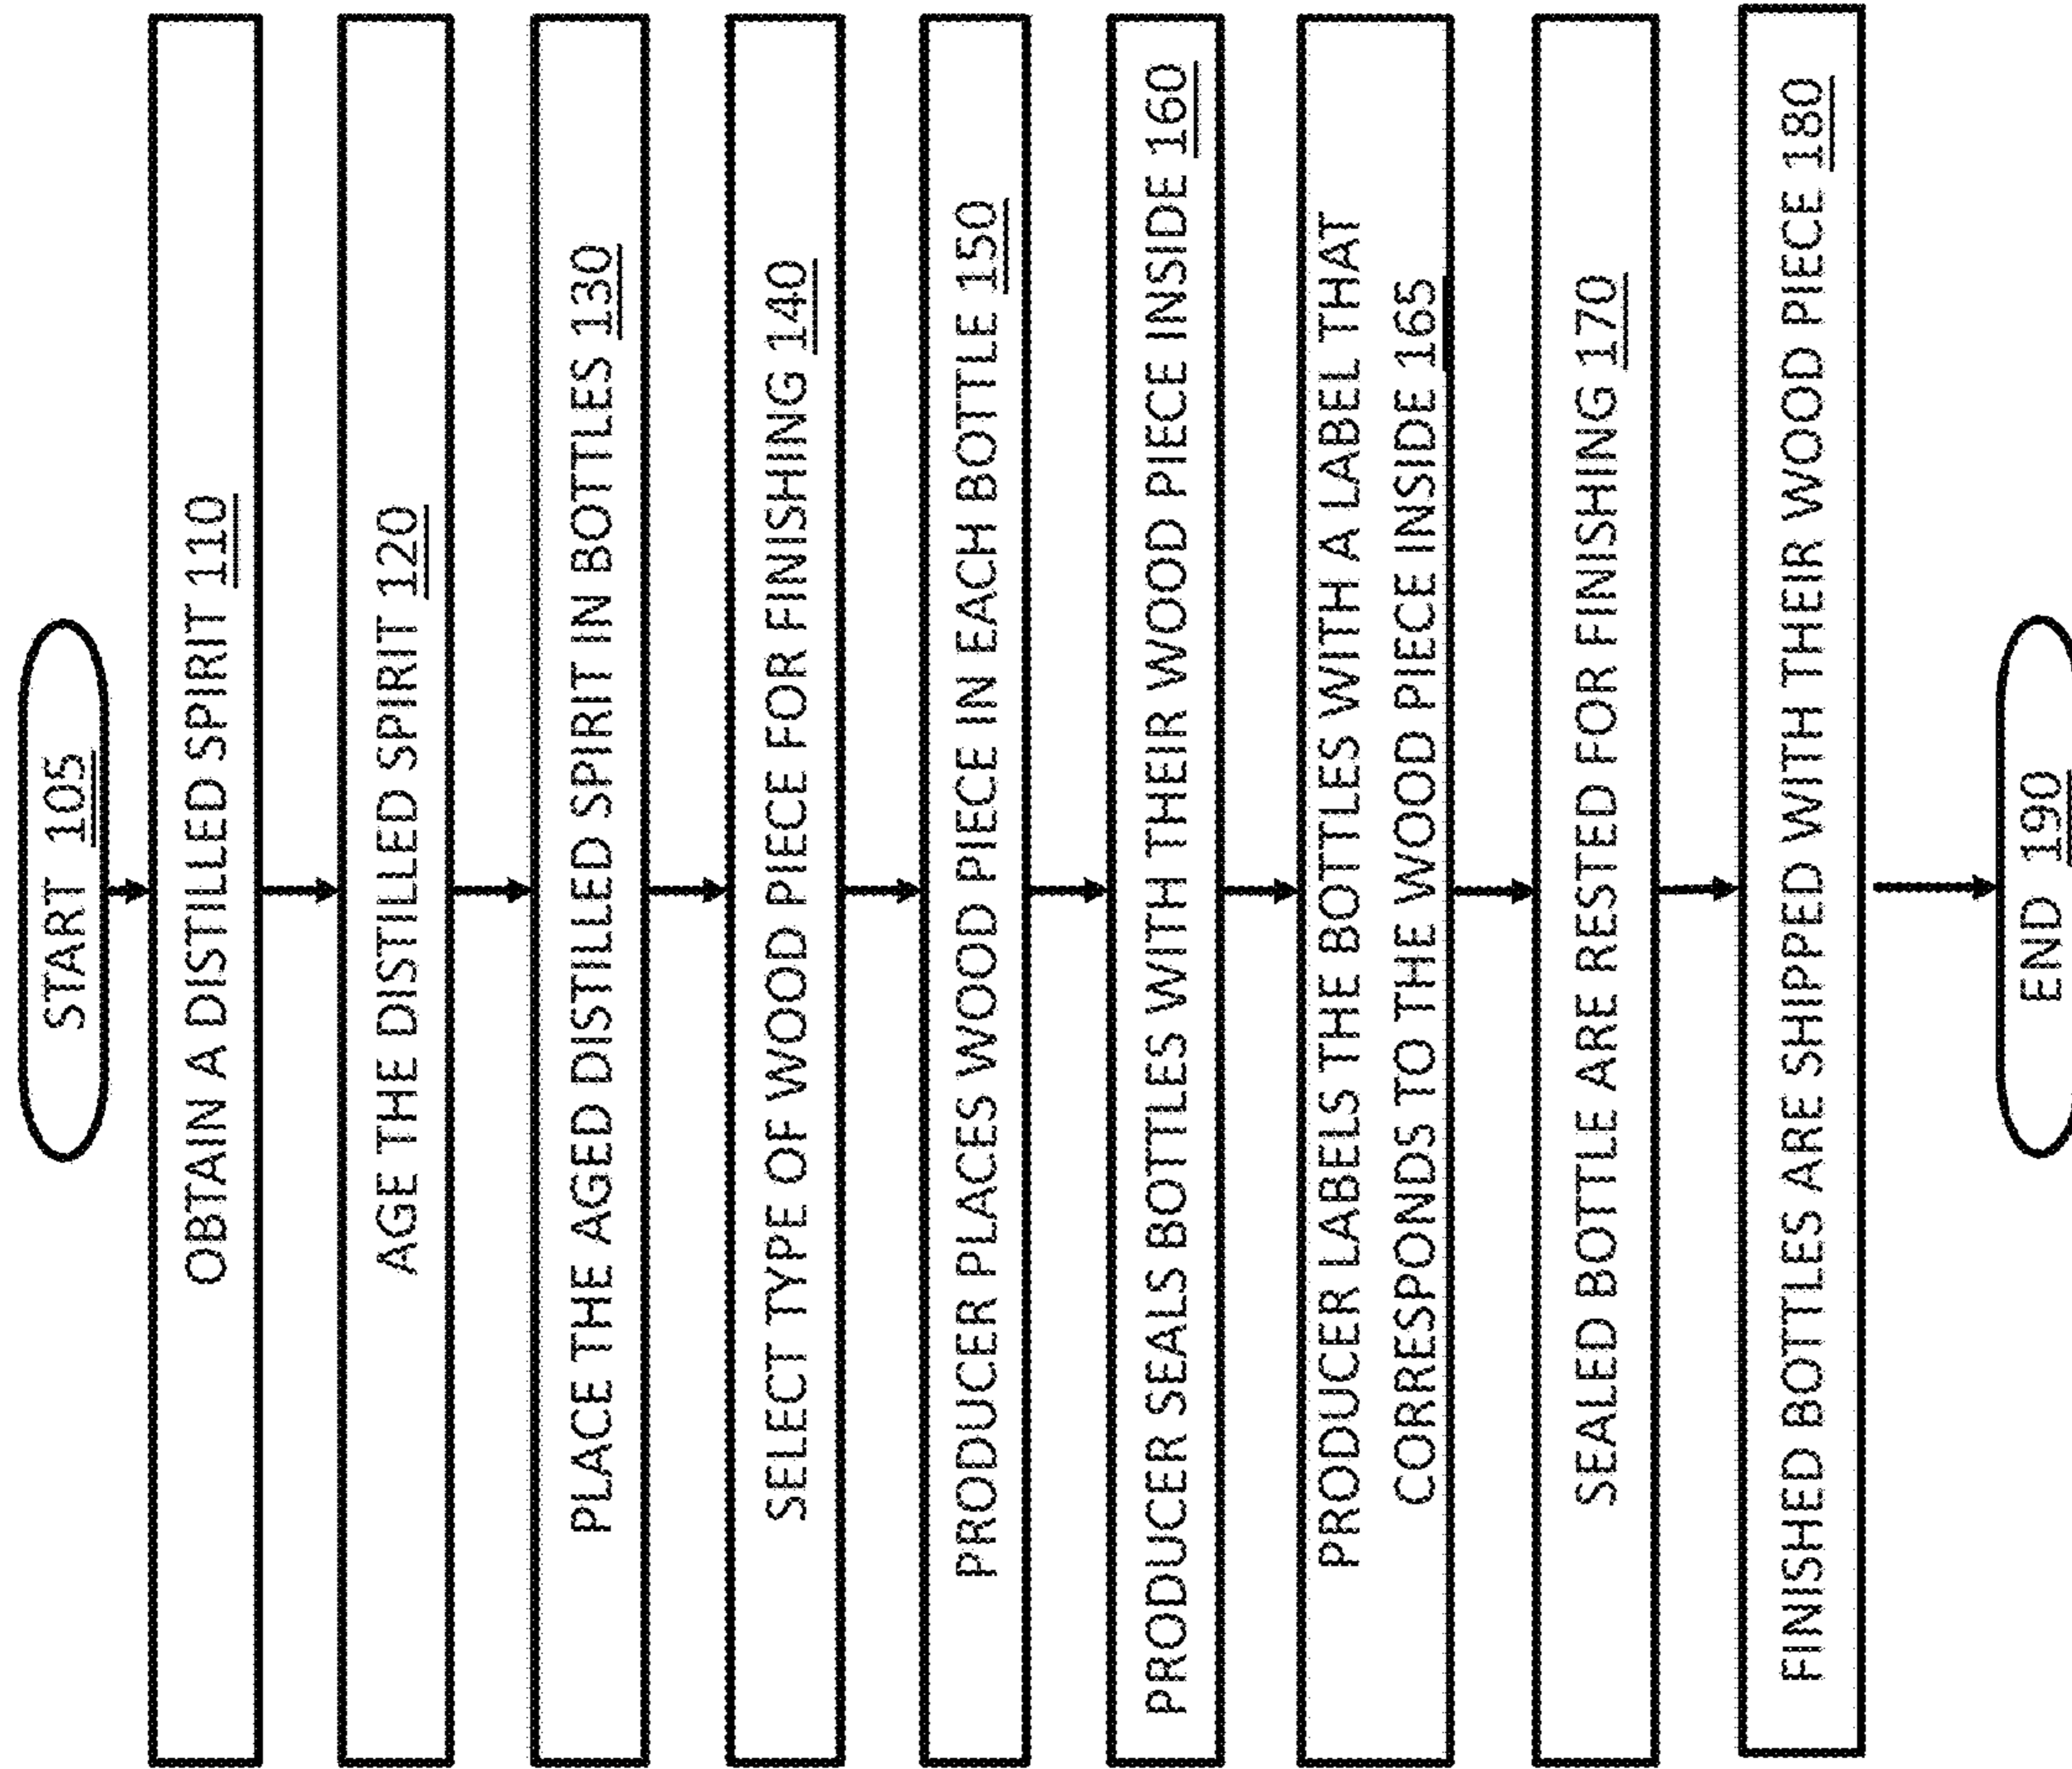 START 105
OBTAIN A DISTILLED SPIRIT 110
AGE THE DISTILLED SPIRIT 120
PLACE THE AGED DISTILLED SPIRIT IN BOTTLES 130
SELECT TYPE OF WOOD PIECE FOR FINISHING 140
PRODUCER PLACES WOOD PIECE IN EACH BOTTLE 150
PRODUCER SEALS BOTTLES WITH THEIR WOOD PIECE INSIDE 160
PRODUCER LABELS THE BOTTLES WITH A LABEL THAT
CORRESPONDS TO THE WOOD PIECE INSIDE 165
SEALED BOTTLE ARE RESTED FOR FINISHING 170
FINISHED BOTTLES ARE SHIPPED WITH THEIR WOOD PIECE 180
END 190